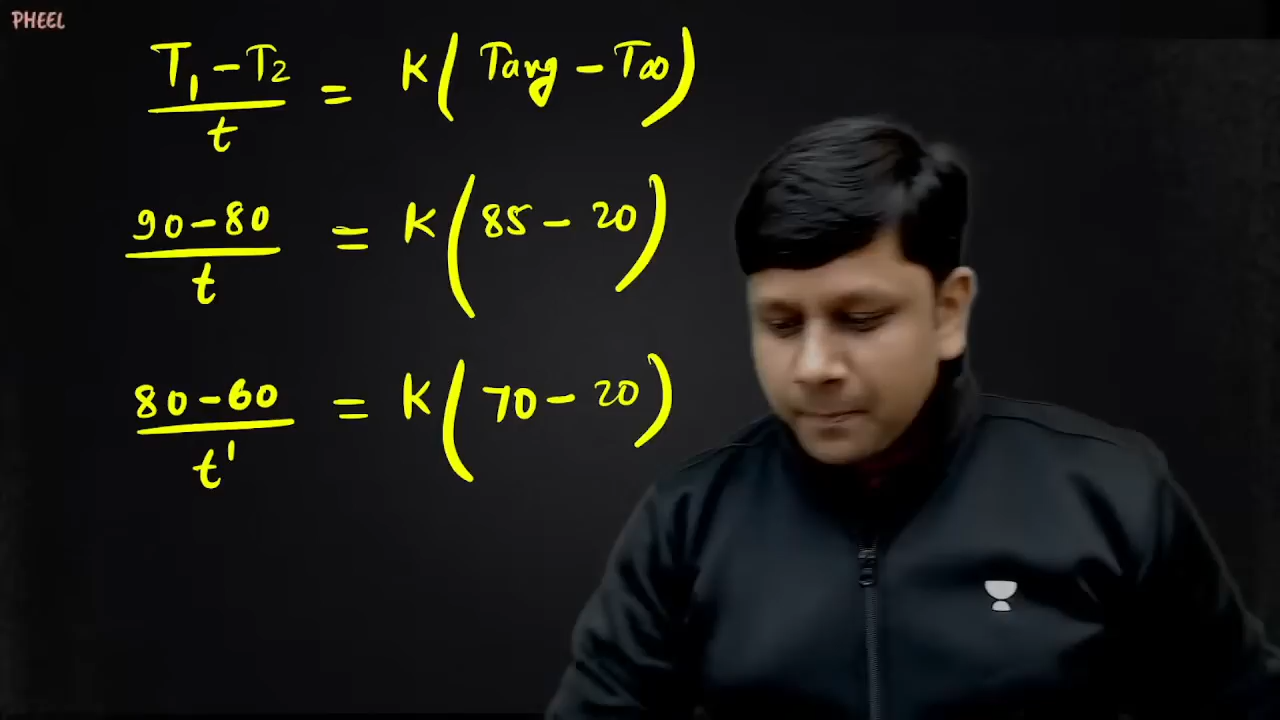 PHEEL
T₁ - T₂ / t = K(Tavg - T∞)
90 - 80 / t = K(85 - 20)
80 - 60 / t' = K(70 - 20)